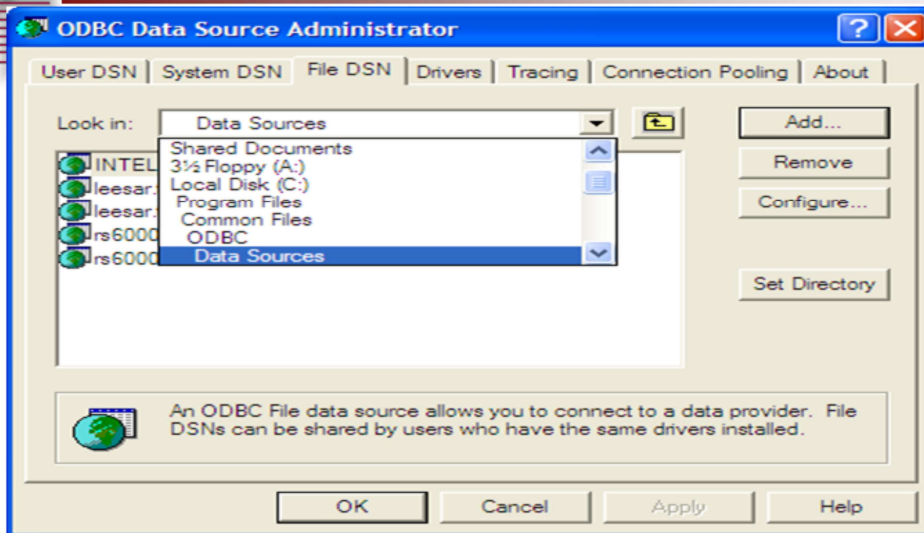 ODBC Data Source Administrator
User DSN System DSN File DSN Drivers Tracing Connection Pooling About
Look in: Data Sources
Add...
Shared Documents
3½ Floppy (A:)
Local Disk (C:)
Program Files
Common Files
ODBC
Data Sources
INTEL
leesar.
leesar.
rs6000
rs6000
Remove
Configure...
Set Directory
An ODBC File data source allows you to connect to a data provider. File
DSNs can be shared by users who have the same drivers installed.
OK Cancel Apply Help